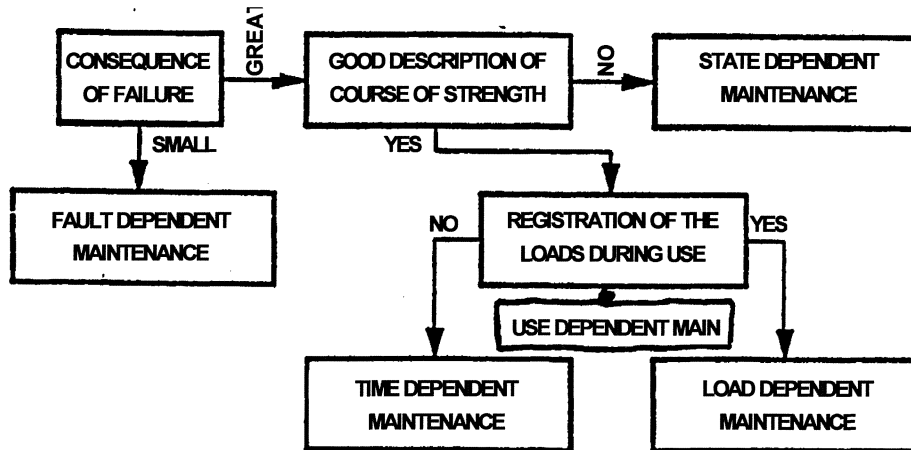 CONSEQUENCE
OF FAILURE
GREAT
GOOD DESCRIPTION OF
COURSE OF STRENGTH
NO
STATE DEPENDENT
MAINTENANCE
SMALL
YES
FAULT DEPENDENT
MAINTENANCE
NO
REGISTRATION OF THE
LOADS DURING USE
YES
USE DEPENDENT MAIN
TIME DEPENDENT
MAINTENANCE
LOAD DEPENDENT
MAINTENANCE